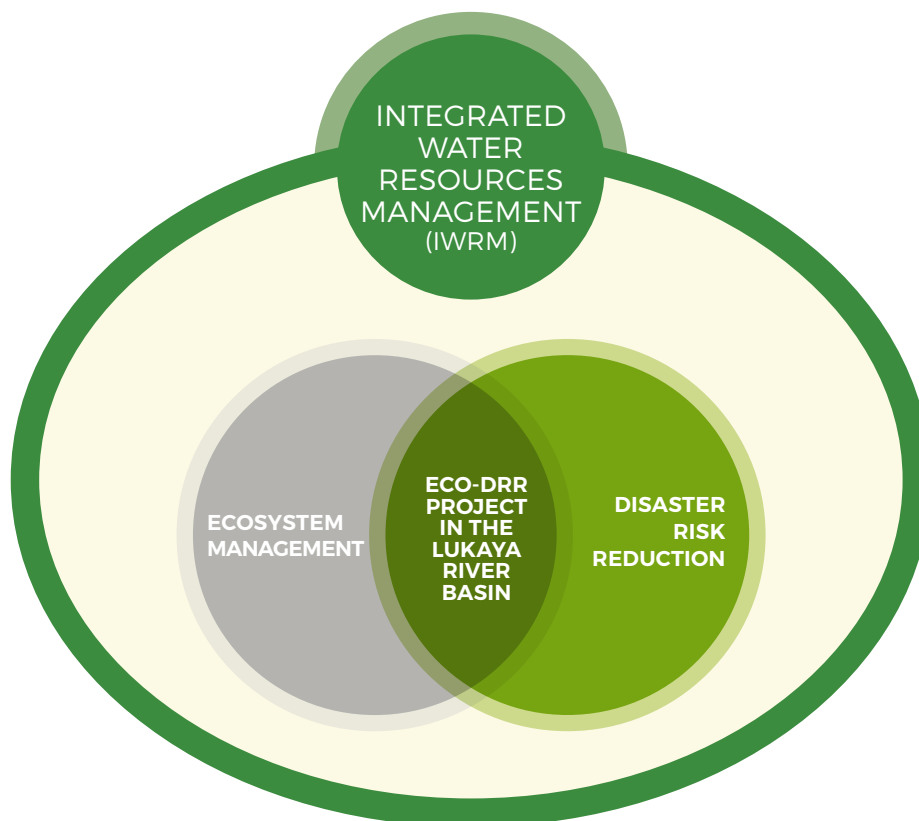 INTEGRATED
WATER
RESOURCES
MANAGEMENT
(IWRM)
ECOSYSTEM
MANAGEMENT
ECO-DRR
PROJECT
IN THE
LUKAYA
RIVER
BASIN
DISASTER
RISK
REDUCTION